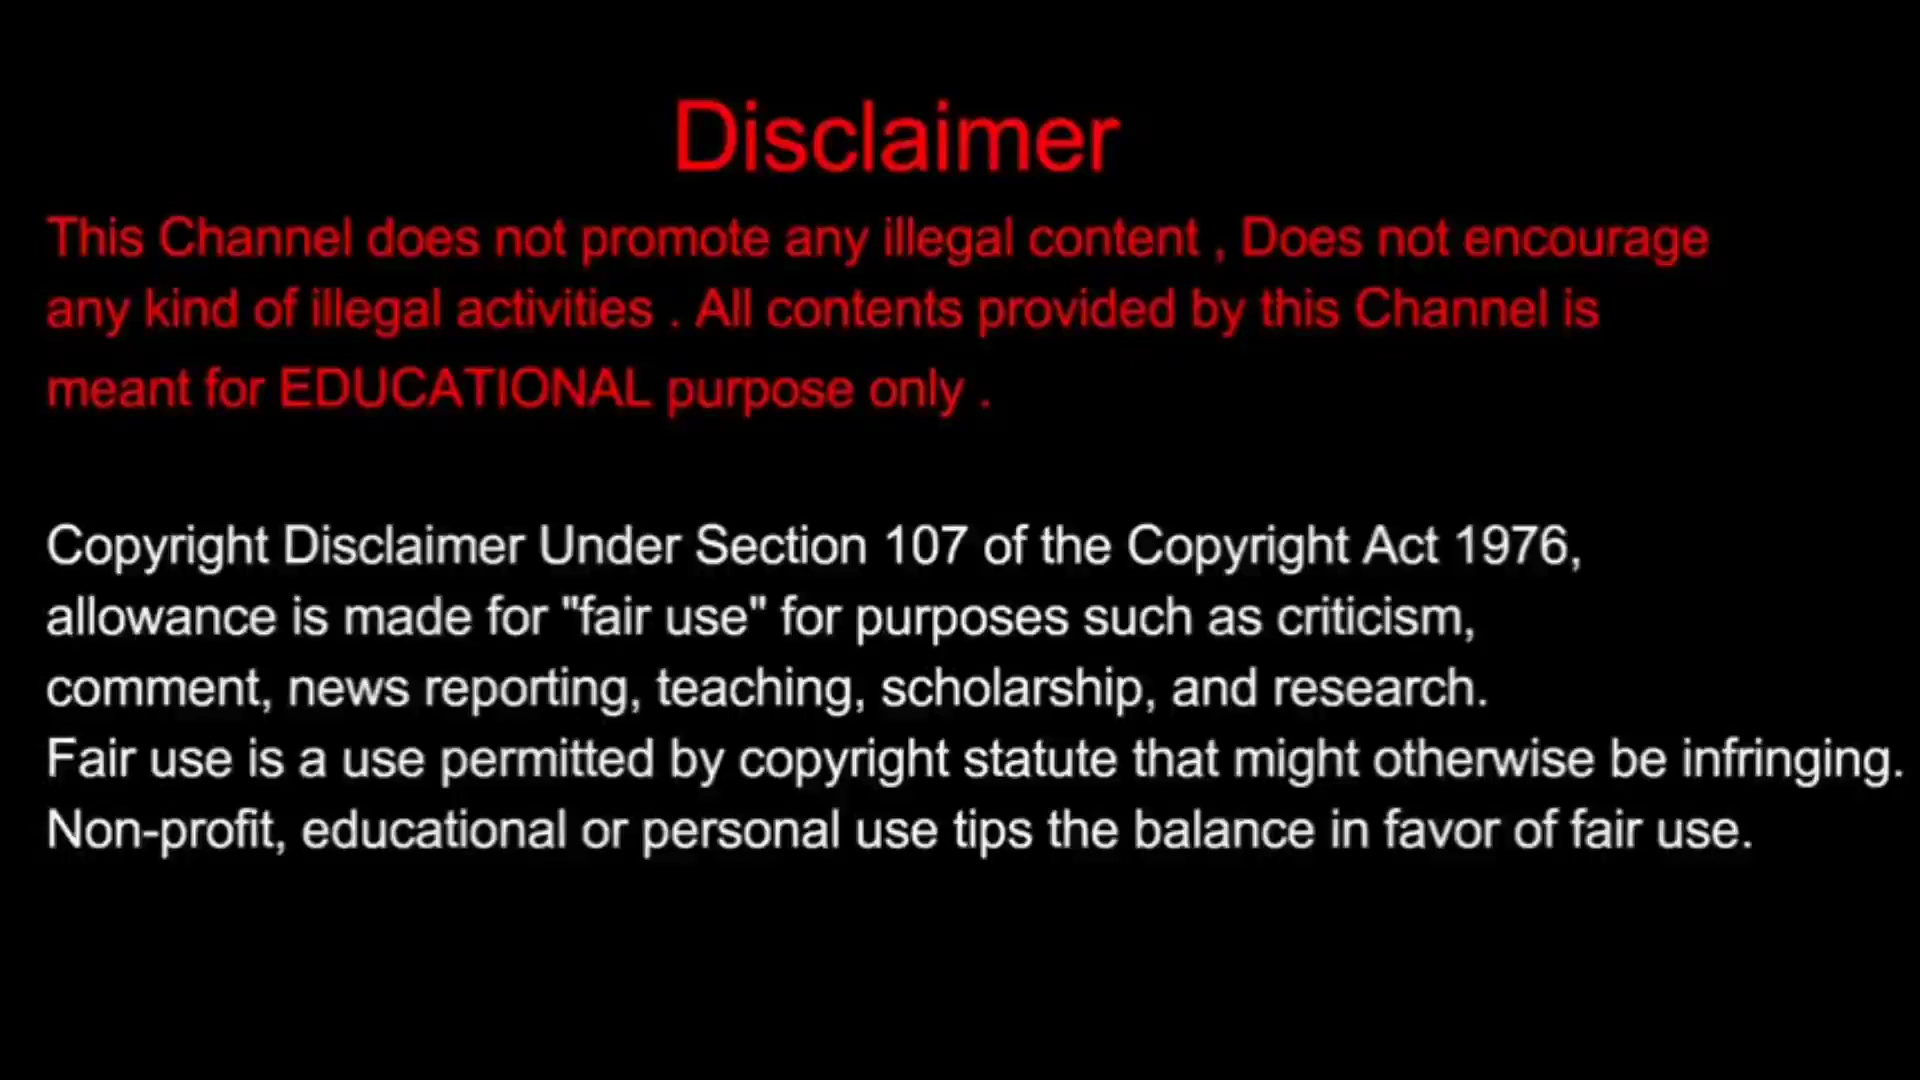 Disclaimer
This Channel does not promote any illegal content , Does not encourage
any kind of illegal activities . All contents provided by this Channel is
meant for EDUCATIONAL purpose only .
Copyright Disclaimer Under Section 107 of the Copyright Act 1976,
allowance is made for "fair use" for purposes such as criticism,
comment, news reporting, teaching, scholarship, and research.
Fair use is a use permitted by copyright statute that might otherwise be infringing.
Non-profit, educational or personal use tips the balance in favor of fair use.